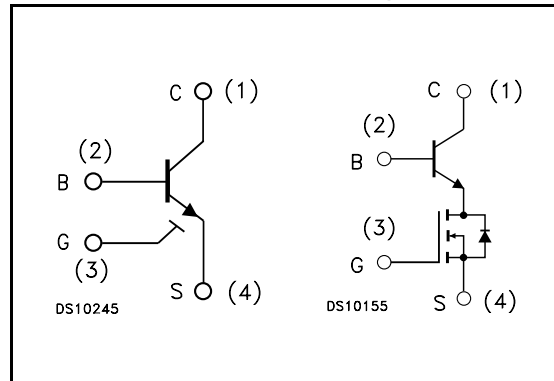 C (1)
(2)
B
G
(3)
S (4)
DS10245
C (1)
(2)
B
(3)
G
S (4)
DS10155